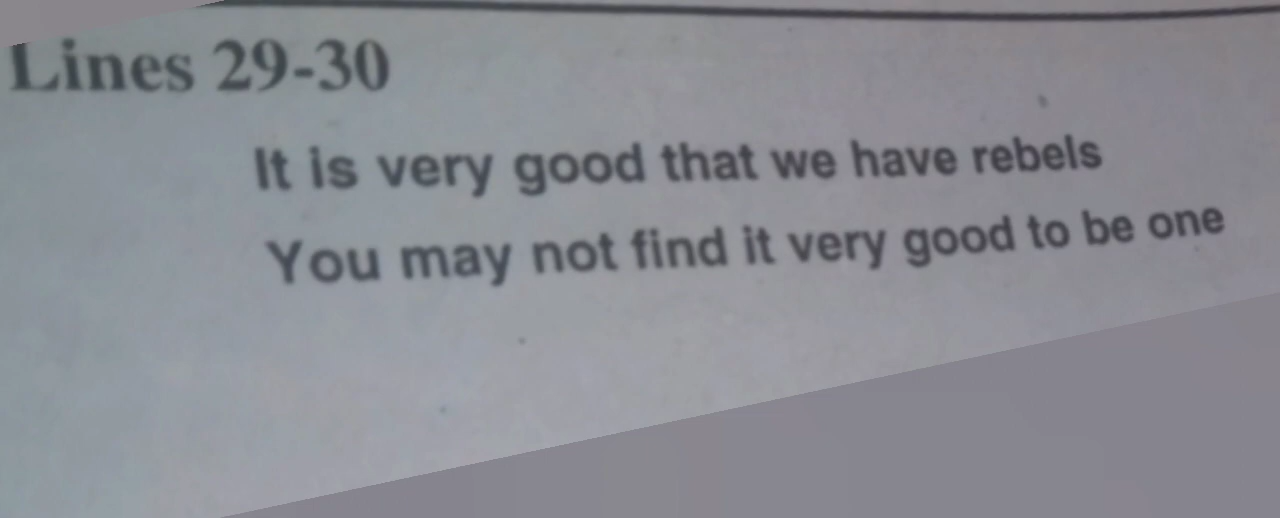 Lines 29-30
It is very good that we have rebels
You may not find it very good to be one